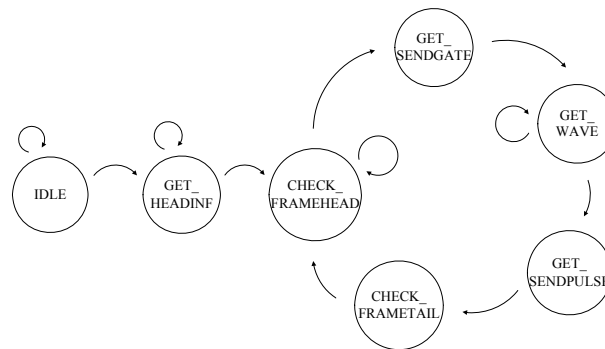 GET_
SENDGATE
GET_
WAVE
IDLE
GET_
HEADINF
CHECK_
FRAMEHEAD
GET_
SENDPULSE
CHECK_
FRAMETAIL